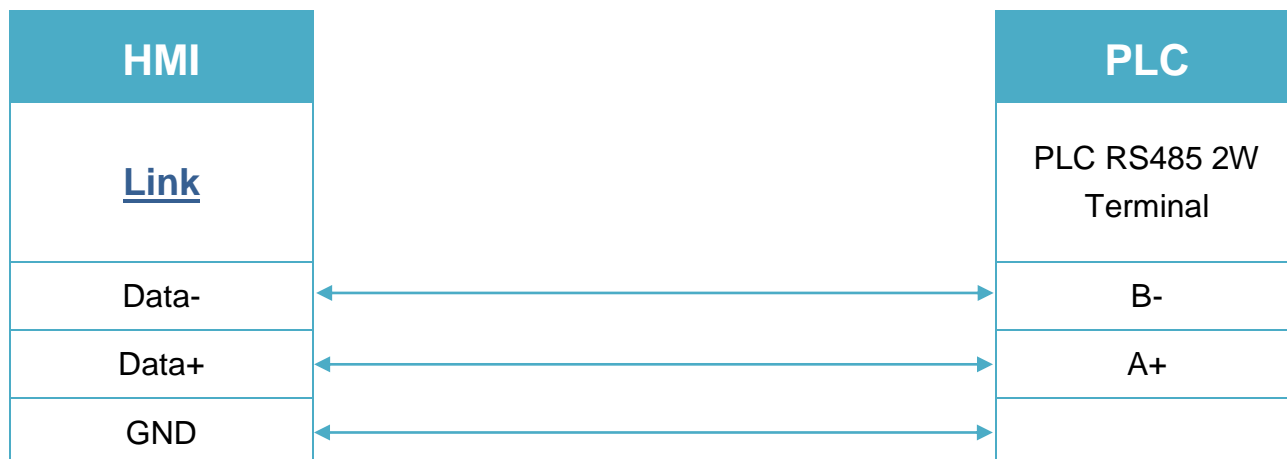 HMI
PLC
Link
PLC RS485 2W
Terminal
Data-
B-
Data+
A+
GND